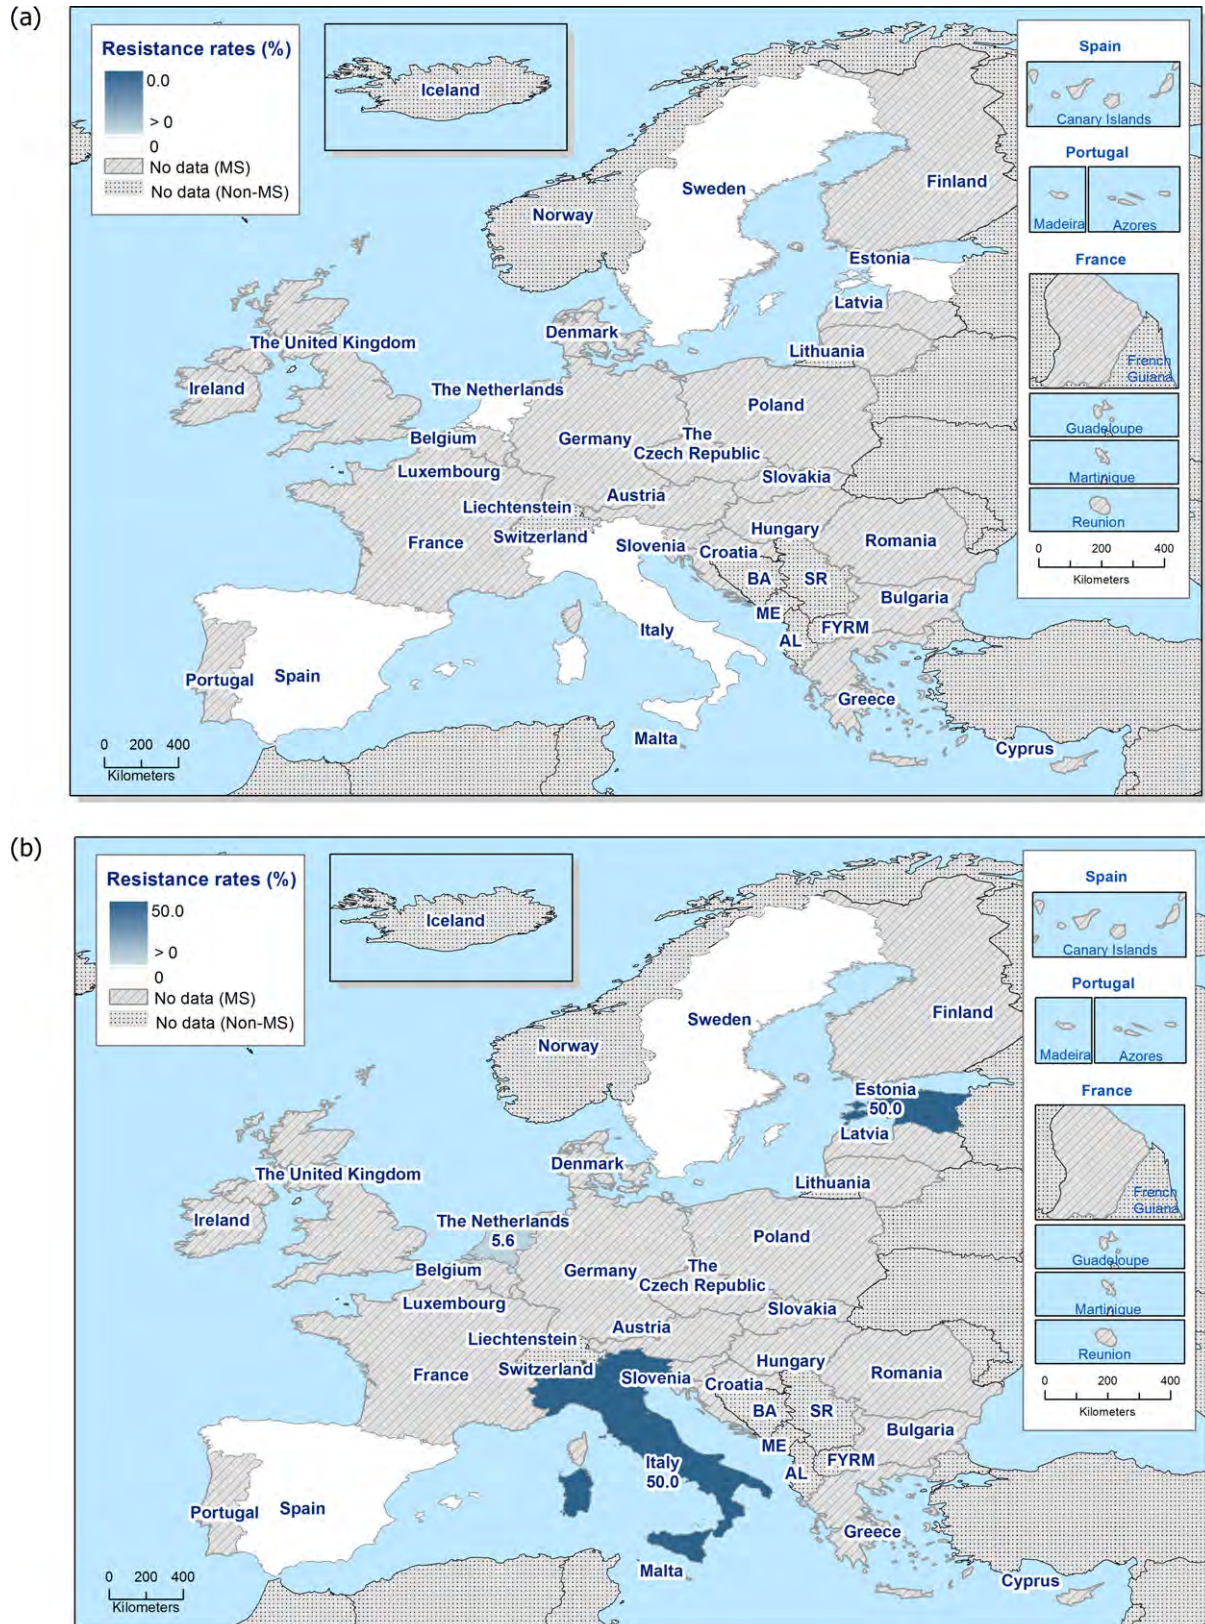 (a)
Resistance rates (%)
0.0
> 0
0
No data (MS)
No data (Non-MS)
Iceland
Spain
Canary Islands
Portugal
Madeira
Azores
France
French
Guiana
Guadeloupe
Martinique
Reunion
0 200 400
Kilometers
Sweden
Finland
Norway
Estonia
Latvia
Denmark
Lithuania
The United Kingdom
Ireland
The Netherlands
Poland
Belgium
Germany
The
Czech Republic
Luxembourg
Slovakia
Austria
Liechtenstein
Switzerland
Hungary
France
Slovenia
Croatia
Romania
BA
SR
Bulgaria
ME
Italy
FYRM
AL
Portugal
Spain
Greece
Malta
Cyprus
0 200 400
Kilometers
(b)
Resistance rates (%)
50.0
> 0
0
No data (MS)
No data (Non-MS)
Iceland
Spain
Canary Islands
Portugal
Madeira
Azores
France
French
Guiana
Guadeloupe
Martinique
Reunion
0 200 400
Kilometers
Sweden
Finland
Norway
Estonia
50.0
Latvia
Denmark
Lithuania
The United Kingdom
Ireland
The Netherlands
5.6
Poland
Belgium
Germany
The
Czech Republic
Luxembourg
Slovakia
Austria
Liechtenstein
Switzerland
Hungary
France
Slovenia
Croatia
Romania
BA
SR
Bulgaria
ME
Italy
50.0
FYRM
AL
Portugal
Spain
Greece
Malta
Cyprus
0 200 400
Kilometers